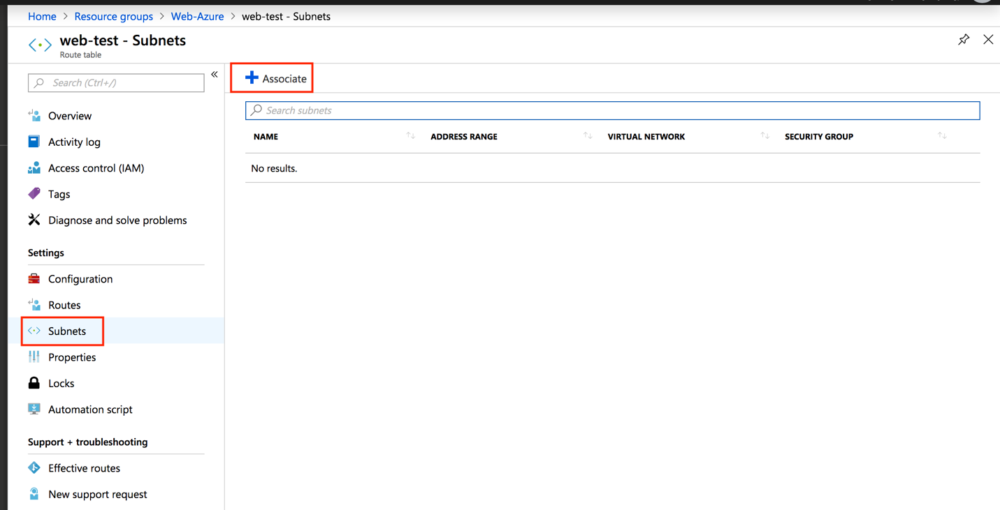 Home > Resource groups > Web-Azure > web-test - Subnets
web-test - Subnets
Route table
Search (Ctrl+/)
«
Overview
Activity log
Access control (IAM)
Tags
Diagnose and solve problems
Settings
Configuration
Routes
Subnets
Properties
Locks
Automation script
Support + troubleshooting
Effective routes
New support request
Associate
Search subnets
NAME ADDRESS RANGE VIRTUAL NETWORK SECURITY GROUP
No results.